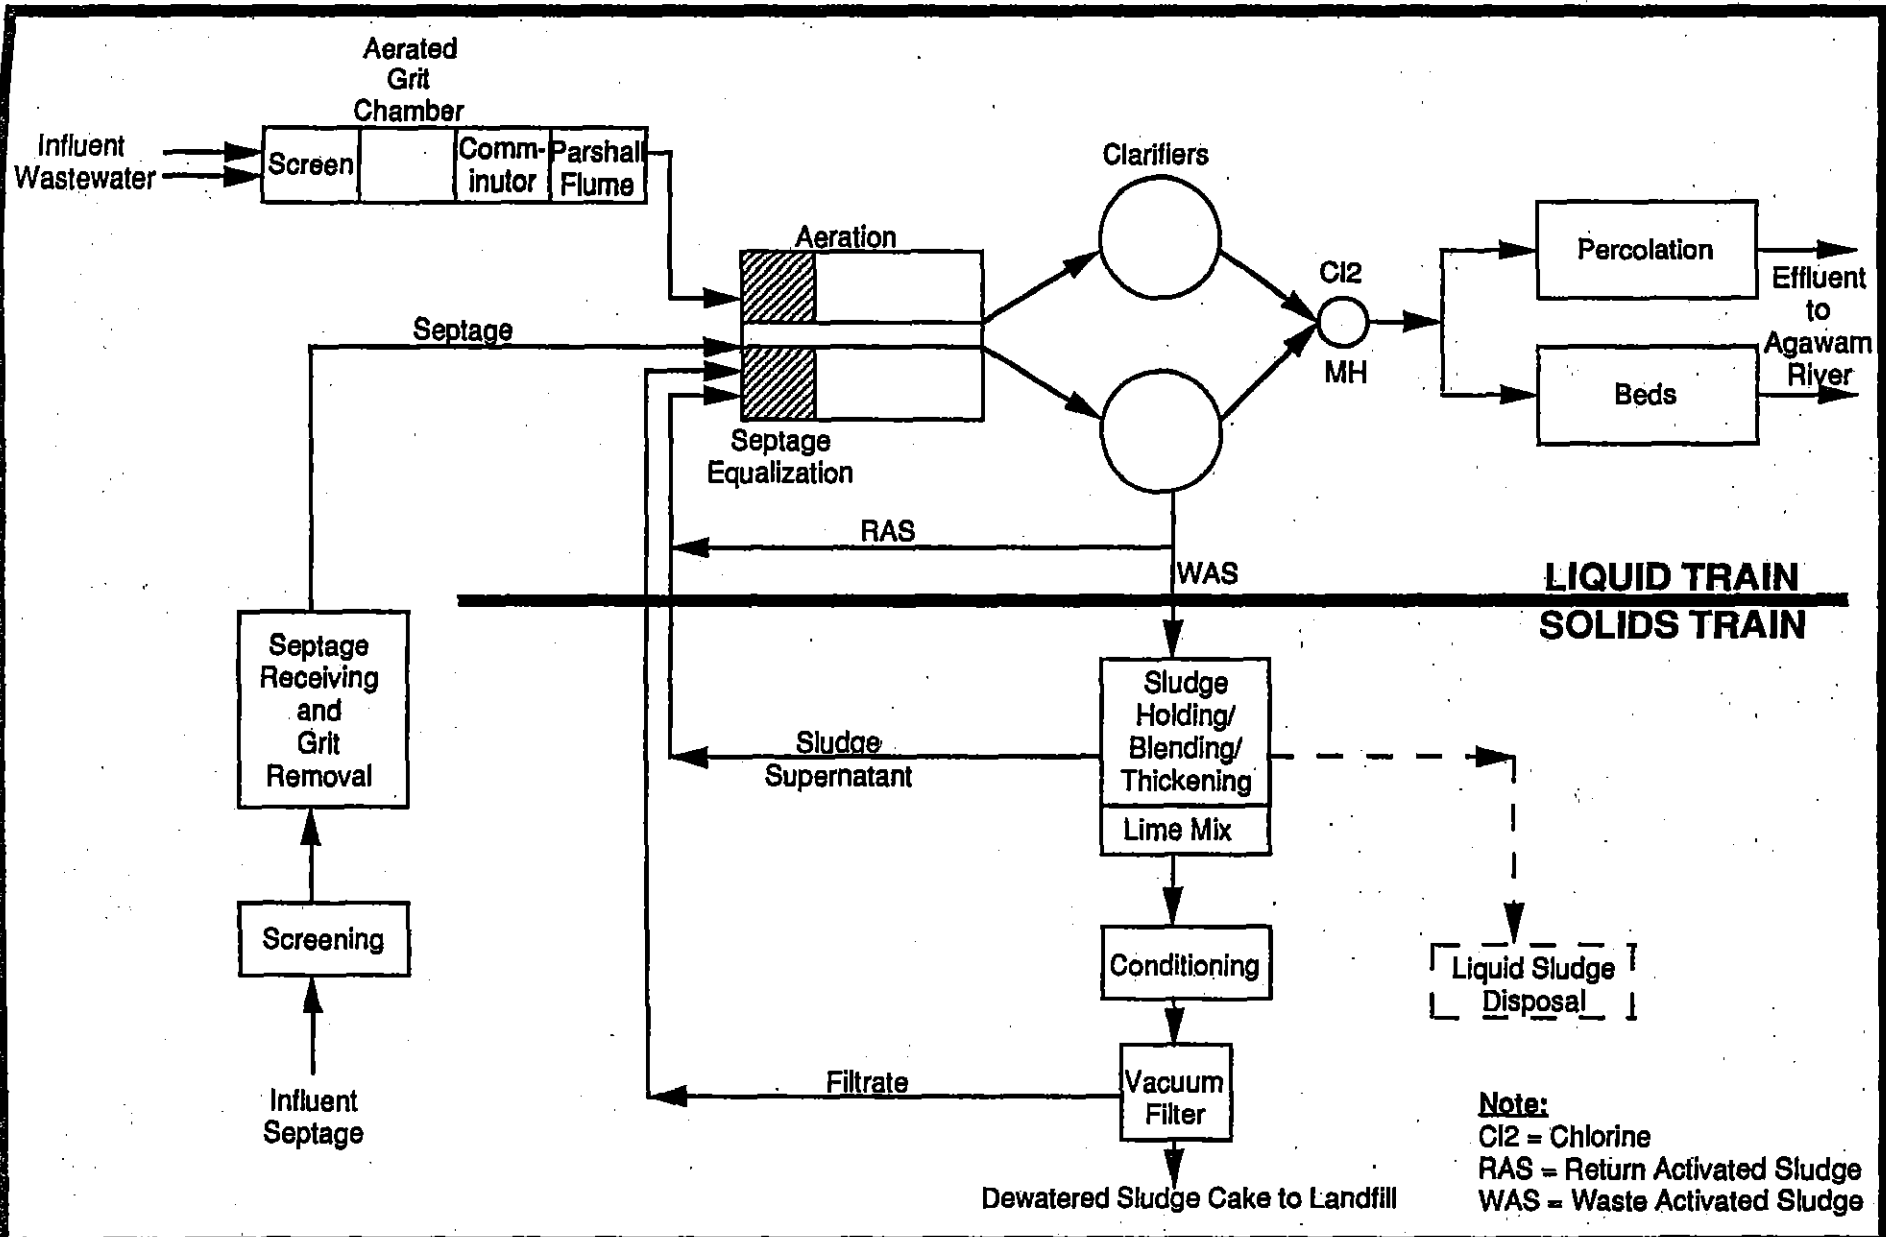 Aerated
Grit
Chamber
Influent
Wastewater
Screen
Comm-
inutor
Parshall
Flume
Clarifiers
Aeration
Cl2
MH
Percolation
Effluent
to
Agawam
River
Beds
Septage
Septage
Equalization
RAS
WAS
LIQUID TRAIN
SOLIDS TRAIN
Septage
Receiving
and
Grit
Removal
Sludge
Holding/
Blending/
Thickening
Lime Mix
Sludge
Supernatant
Screening
Conditioning
Liquid Sludge
Disposal
Influent
Septage
Filtrate
Vacuum
Filter
Dewatered Sludge Cake to Landfill
Note:
Cl2 = Chlorine
RAS = Return Activated Sludge
WAS = Waste Activated Sludge